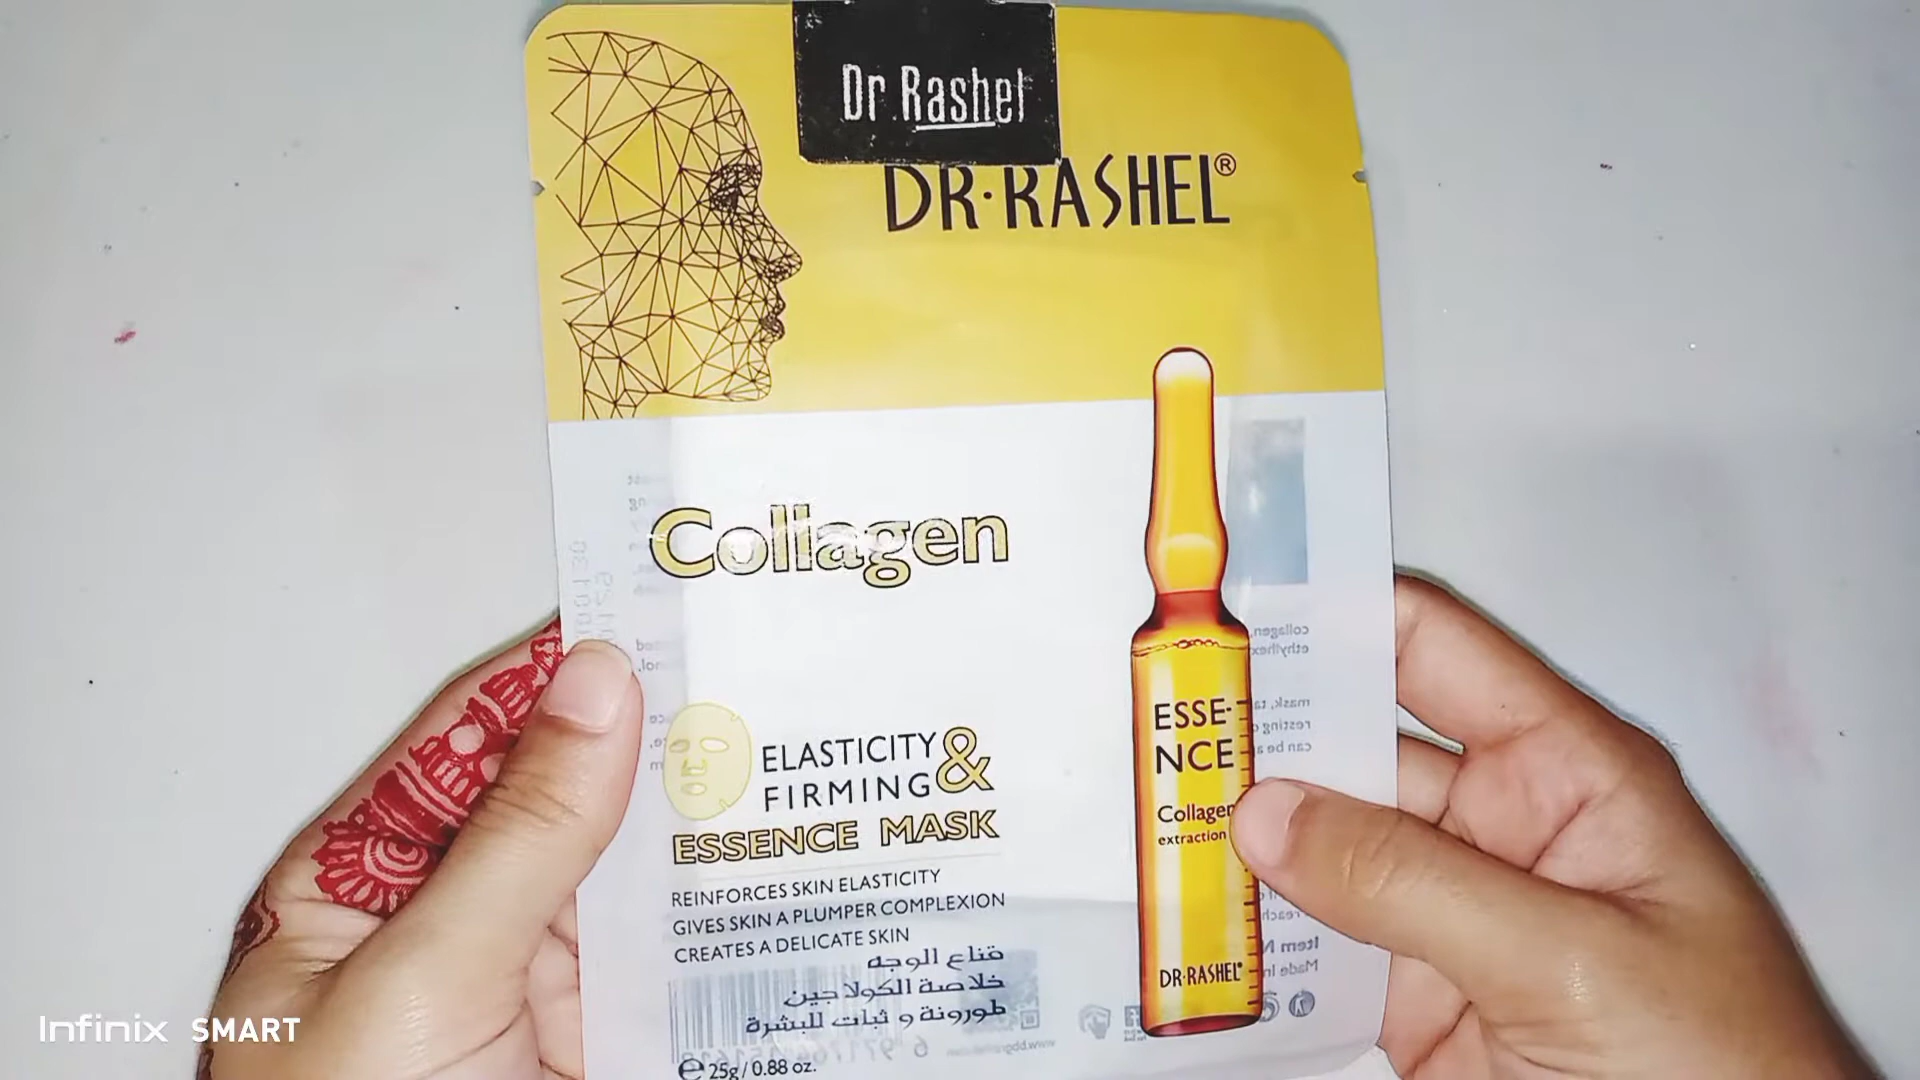 Dr.Rashel
DR·RASHEL®
Collagen
ELASTICITY &
FIRMING
ESSENCE MASK
REINFORCES SKIN ELASTICITY
GIVES SKIN A PLUMPER COMPLEXION
CREATES A DELICATE SKIN
قناع الوجه
خلاصة الكولاجين
طورونة و ثبات للبشرة
℮ 25g/0.88 oz.
ESSE-
NCE
Collagen
extraction
DR·RASHEL®
Infinix SMART